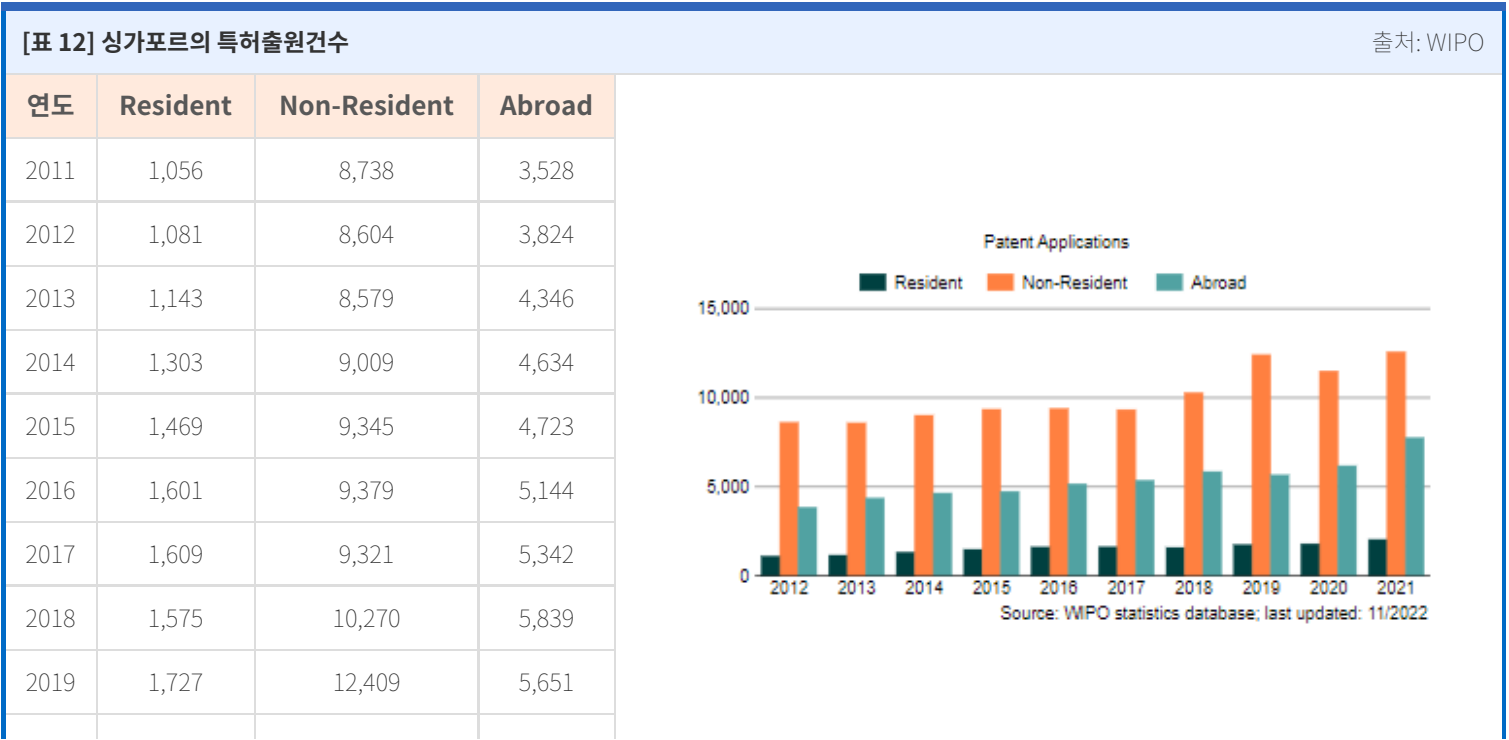 [표 12] 싱가포르의 특허출원건수 출처: WIPO
연도 Resident Non-Resident Abroad
2011 1,056 8,738 3,528
2012 1,081 8,604 3,824
2013 1,143 8,579 4,346
2014 1,303 9,009 4,634
2015 1,469 9,345 4,723
2016 1,601 9,379 5,144
2017 1,609 9,321 5,342
2018 1,575 10,270 5,839
2019 1,727 12,409 5,651
Patent Applications
Resident Non-Resident Abroad
15,000
10,000
5,000
0
2012 2013 2014 2015 2016 2017 2018 2019 2020 2021
Source: WIPO statistics database; last updated: 11/2022